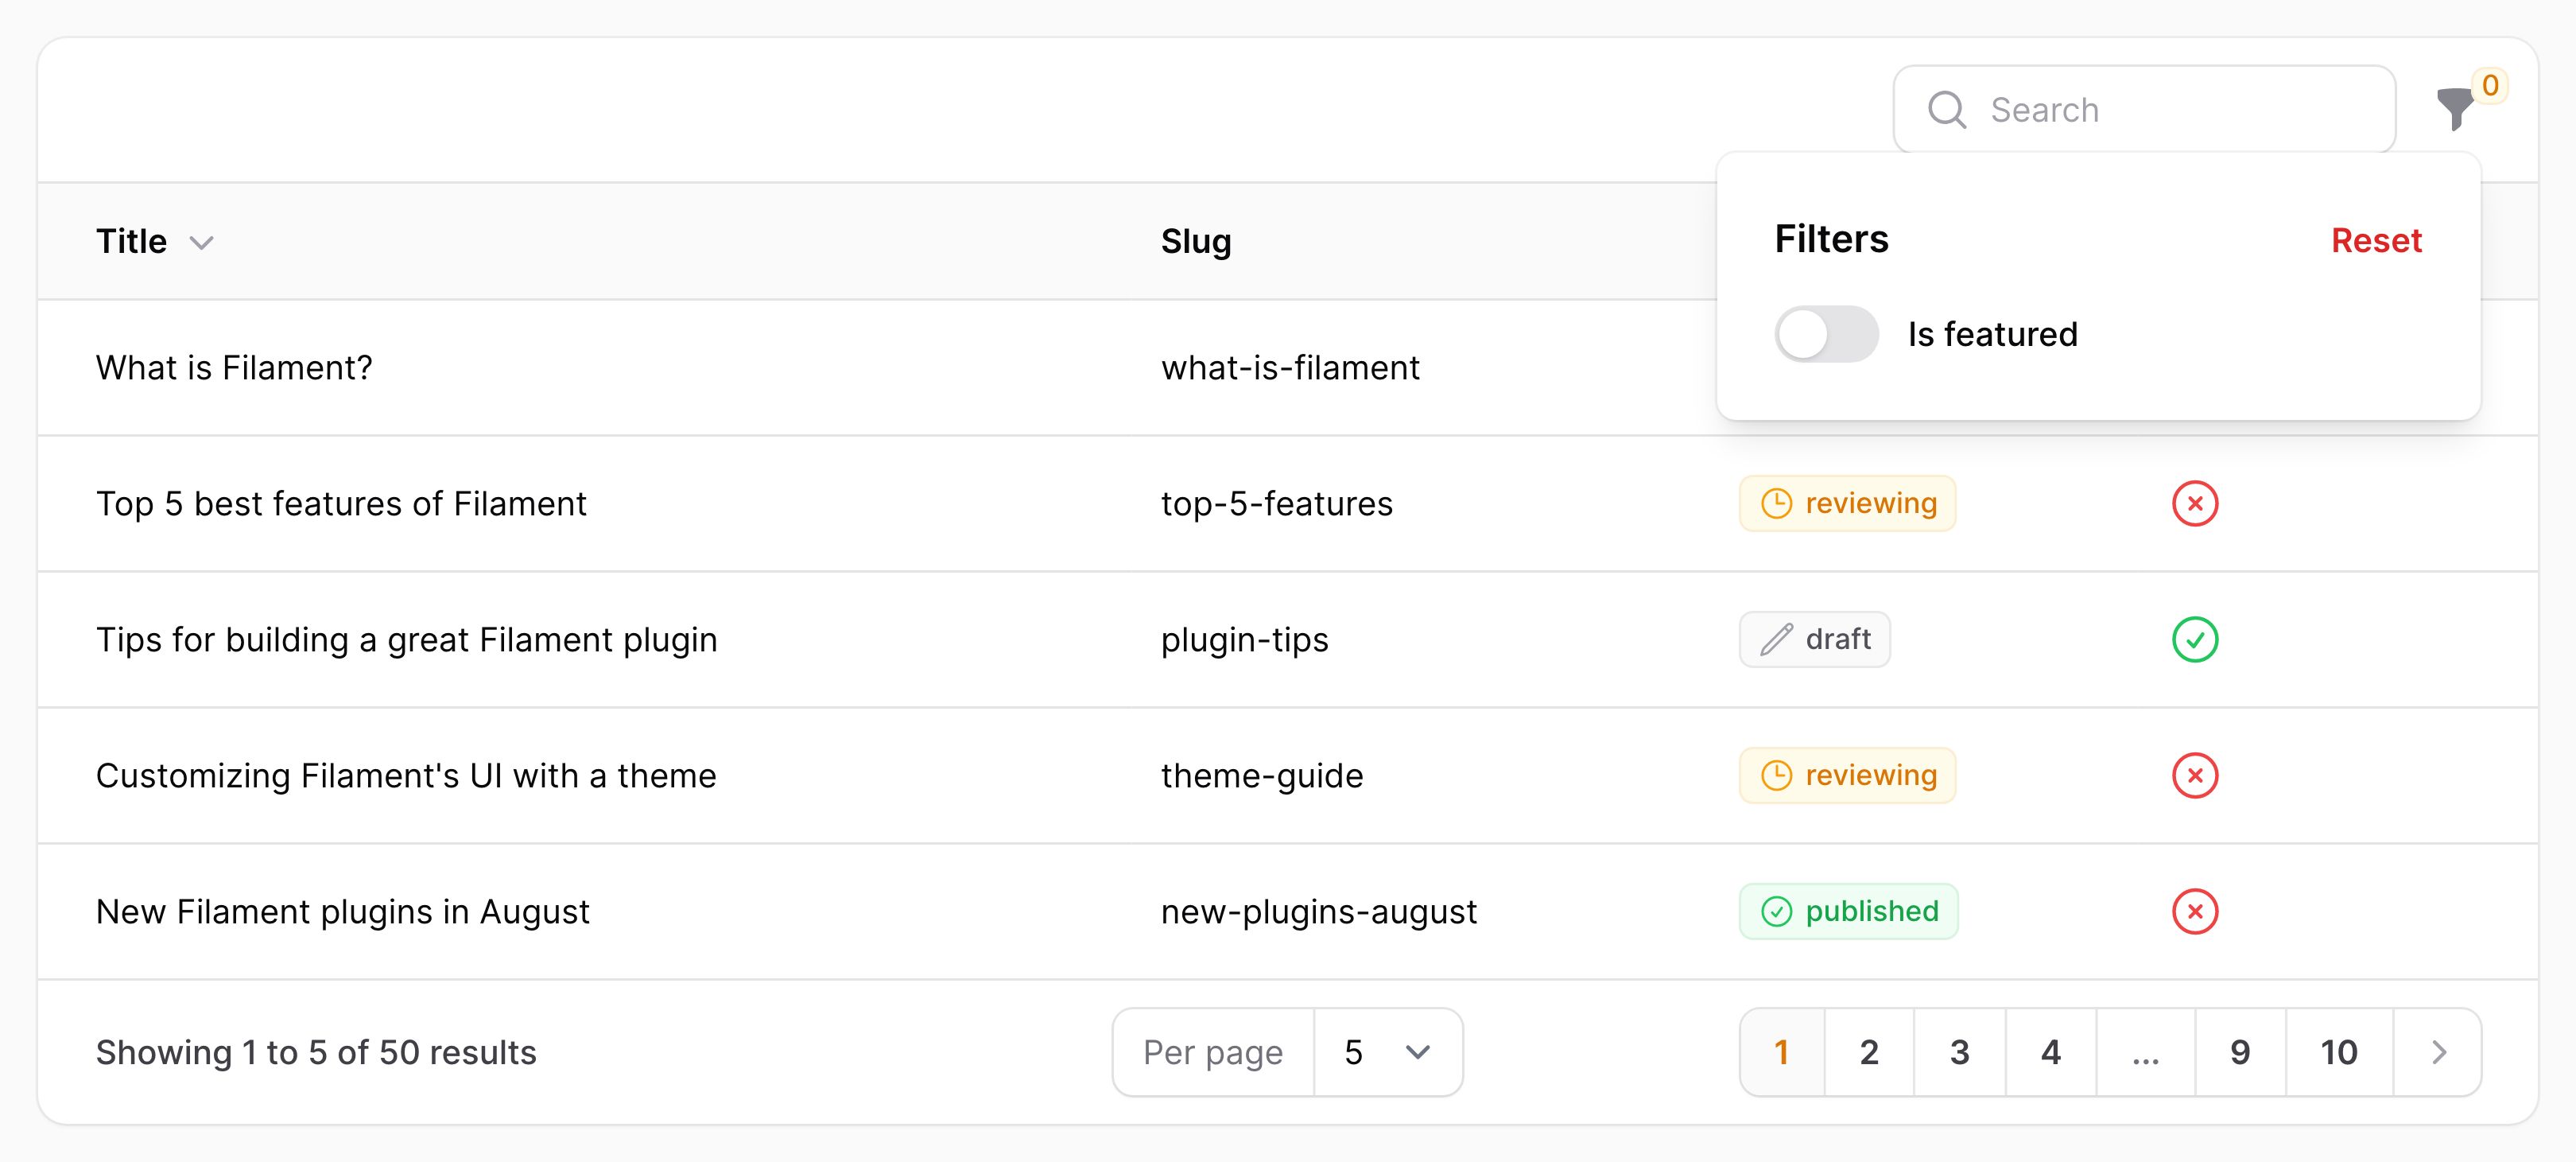 Search
0
Filters
Reset
Is featured
Title
Slug
What is Filament?
what-is-filament
Top 5 best features of Filament
top-5-features
reviewing
Tips for building a great Filament plugin
plugin-tips
draft
Customizing Filament's UI with a theme
theme-guide
reviewing
New Filament plugins in August
new-plugins-august
published
Showing 1 to 5 of 50 results
Per page
5
1 2 3 4 ... 9 10